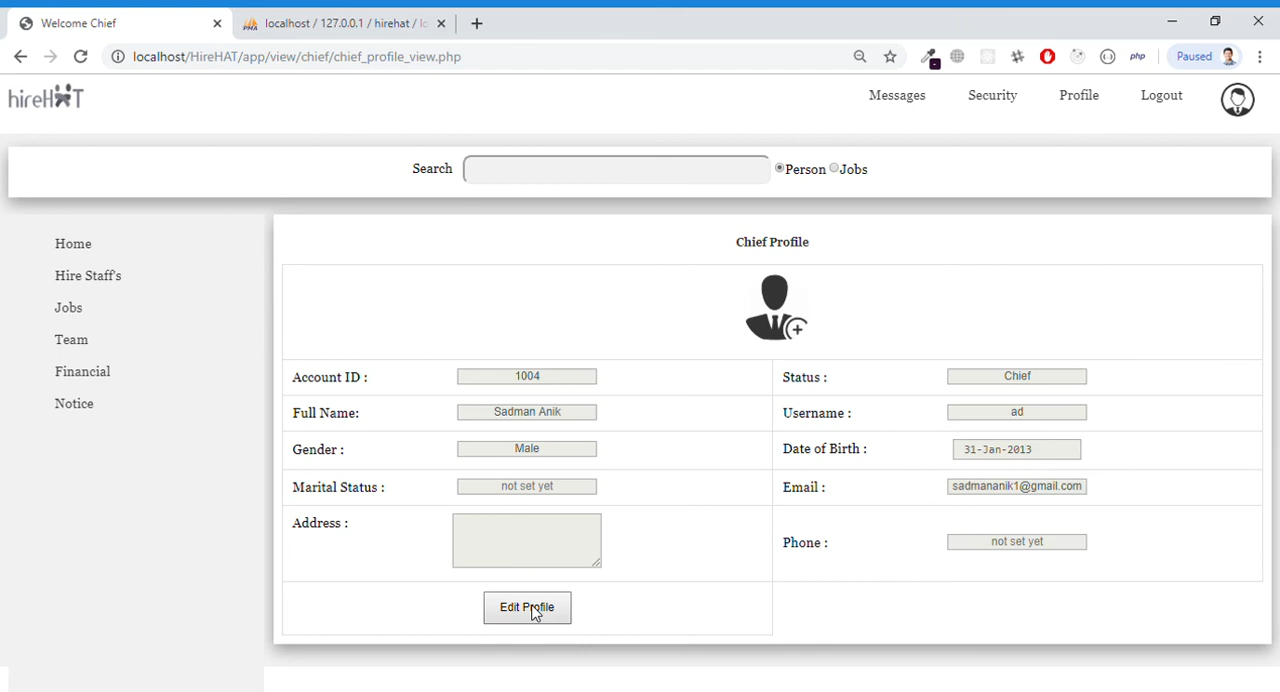 Welcome Chief
PMA localhost / 127.0.0.1 / hirehat / lo
localhost/HireHAT/app/view/chief/chief_profile_view.php
php
Paused
hireHAT
Messages Security Profile Logout
Search Person Jobs
Home
Hire Staff's
Jobs
Team
Financial
Notice
Chief Profile
Account ID : 1004 Status : Chief
Full Name: Sadman Anik Username : ad
Gender : Male Date of Birth : 31-Jan-2013
Marital Status : not set yet Email : sadmananik1@gmail.com
Address : Phone : not set yet
Edit Profile